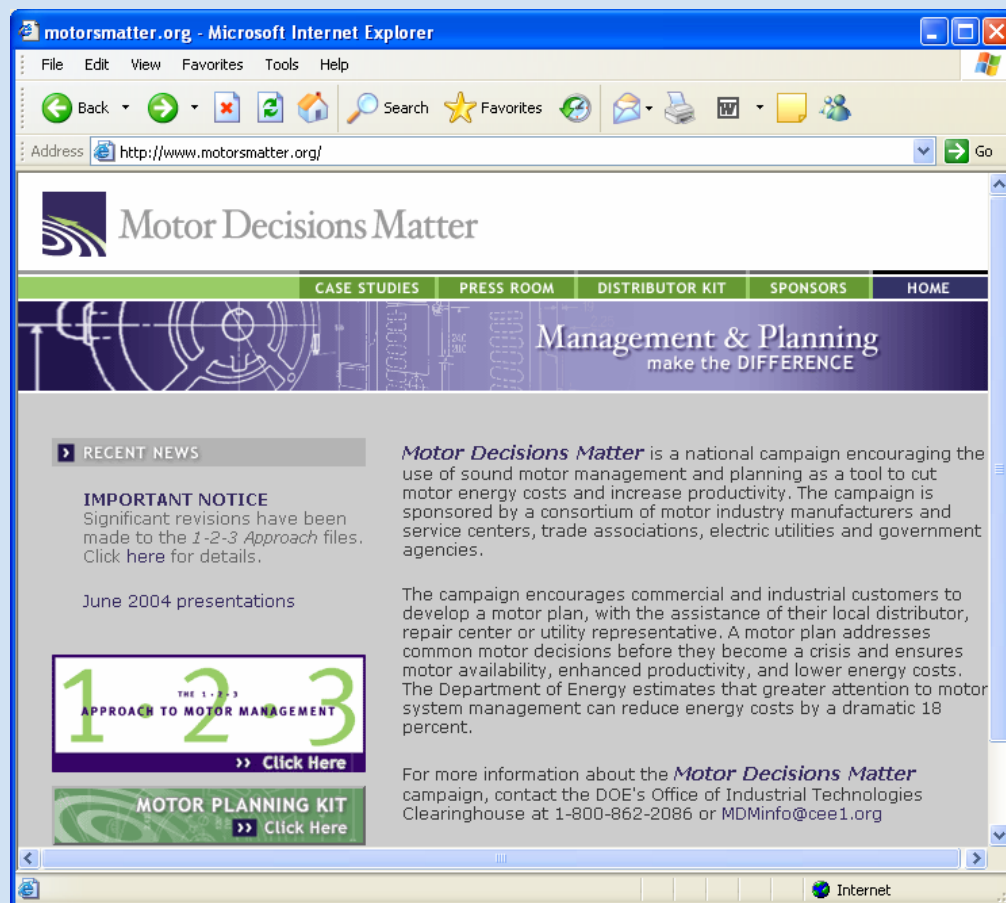 motorsmatter.org - Microsoft Internet Explorer
File Edit View Favorites Tools Help
Back Search Favorites W
Address http://www.motorsmatter.org/ Go
Motor Decisions Matter
CASE STUDIES PRESS ROOM DISTRIBUTOR KIT SPONSORS HOME
Management & Planning
make the DIFFERENCE
RECENT NEWS
IMPORTANT NOTICE
Significant revisions have been
made to the 1-2-3 Approach files.
Click here for details.
June 2004 presentations
1·2·3
THE 1·2·3
APPROACH TO MOTOR MANAGEMENT
>> Click Here
MOTOR PLANNING KIT
>> Click Here
Motor Decisions Matter is a national campaign encouraging the
use of sound motor management and planning as a tool to cut
motor energy costs and increase productivity. The campaign is
sponsored by a consortium of motor industry manufacturers and
service centers, trade associations, electric utilities and government
agencies.
The campaign encourages commercial and industrial customers to
develop a motor plan, with the assistance of their local distributor,
repair center or utility representative. A motor plan addresses
common motor decisions before they become a crisis and ensures
motor availability, enhanced productivity, and lower energy costs.
The Department of Energy estimates that greater attention to motor
system management can reduce energy costs by a dramatic 18
percent.
For more information about the Motor Decisions Matter
campaign, contact the DOE's Office of Industrial Technologies
Clearinghouse at 1-800-862-2086 or MDMinfo@cee1.org
Internet